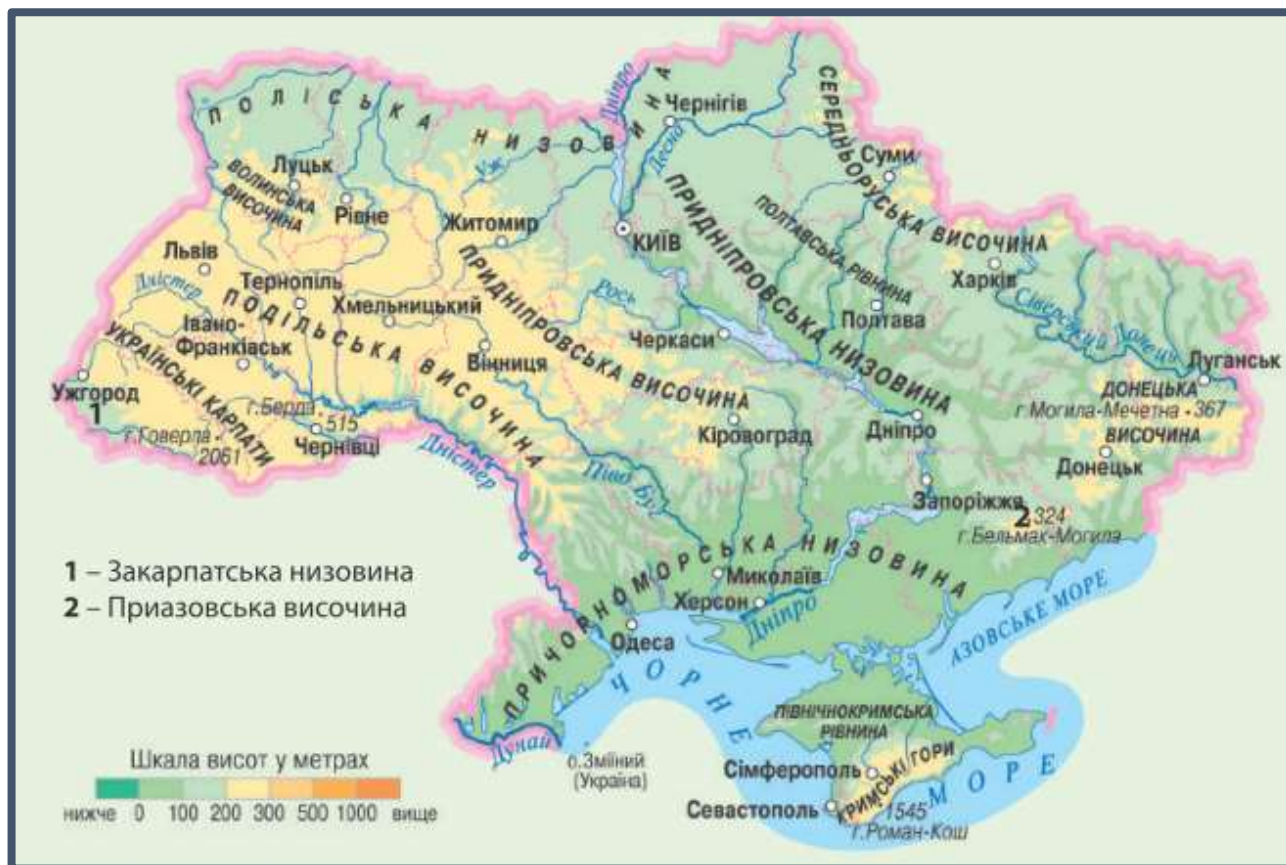 ПОЛІСЬКА НИЗОВИНА
Дніпро
Чернігів
Десна
СЕРЕДНЬОРУСЬКА ВИСОЧИНА
Суми
Уж
Луцьк
ВОЛИНСЬКА
ВИСОЧИНА
Рівне
Житомир
КИЇВ
ПРИДНІПРОВСЬКА НИЗОВИНА
ПОЛТАВСЬКА РІВНИНА
Харків
Львів
Дністер
Тернопіль
Хмельницький
ПРИДНІПРОВСЬКА ВИСОЧИНА
Рось
Черкаси
Полтава
Сіверський Донець
Івано-
Франківськ
ПОДІЛЬСЬКА ВИСОЧИНА
Вінниця
Луганськ
Ужгород
1
УКРАЇНСЬКІ КАРПАТИ
г.Берда
515
Чернівці
г.Говерла
2061
Дністер
Кіровоград
Дніпро
ДОНЕЦЬКА
г.Могила-Мечетна 367
ВИСОЧИНА
Донецьк
Півд Буг
Запоріжжя
2 324
г.Бельмак-Могила
1 – Закарпатська низовина
2 – Приазовська височина
ПРИЧОРНОМОРСЬКА НИЗОВИНА
Миколаїв
Херсон
Дніпро
Одеса
АЗОВСЬКЕ МОРЕ
ЧОРНЕ МОРЕ
Дунай
о.Зміїний
(Україна)
ПІВНІЧНОКРИМСЬКА
РІВНИНА
Сімферополь
КРИМСЬКІ ГОРИ
Севастополь
1545
г.Роман-Кош
Шкала висот у метрах
нижче 0 100 200 300 500 1000 вище